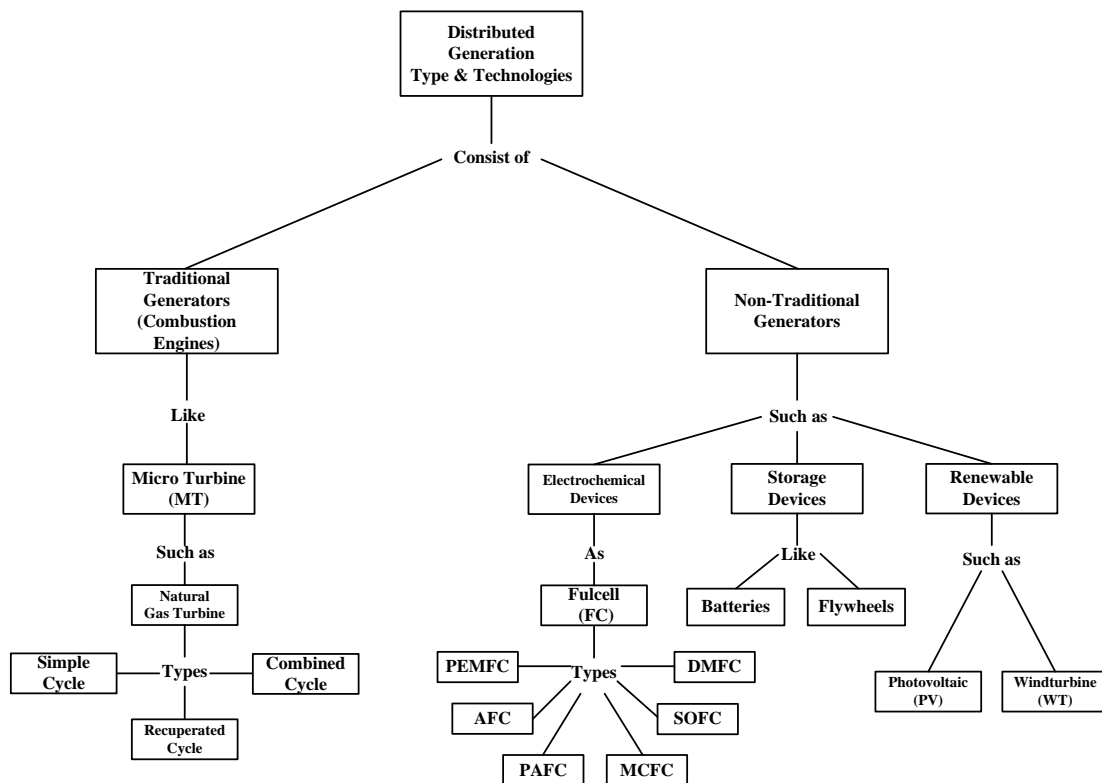 Distributed
Generation
Type & Technologies
Consist of
Traditional
Generators
(Combustion
Engines)
Non-Traditional
Generators
Like
Such as
Micro Turbine
(MT)
Electrochemical
Devices
Storage
Devices
Renewable
Devices
Such as
As
Like
Such as
Natural
Gas Turbine
Fulcell
(FC)
Batteries
Flywheels
Simple
Cycle
Types
Combined
Cycle
Recuperated
Cycle
PEMFC
Types
DMFC
AFC
SOFC
PAFC
MCFC
Photovoltaic
(PV)
Windturbine
(WT)